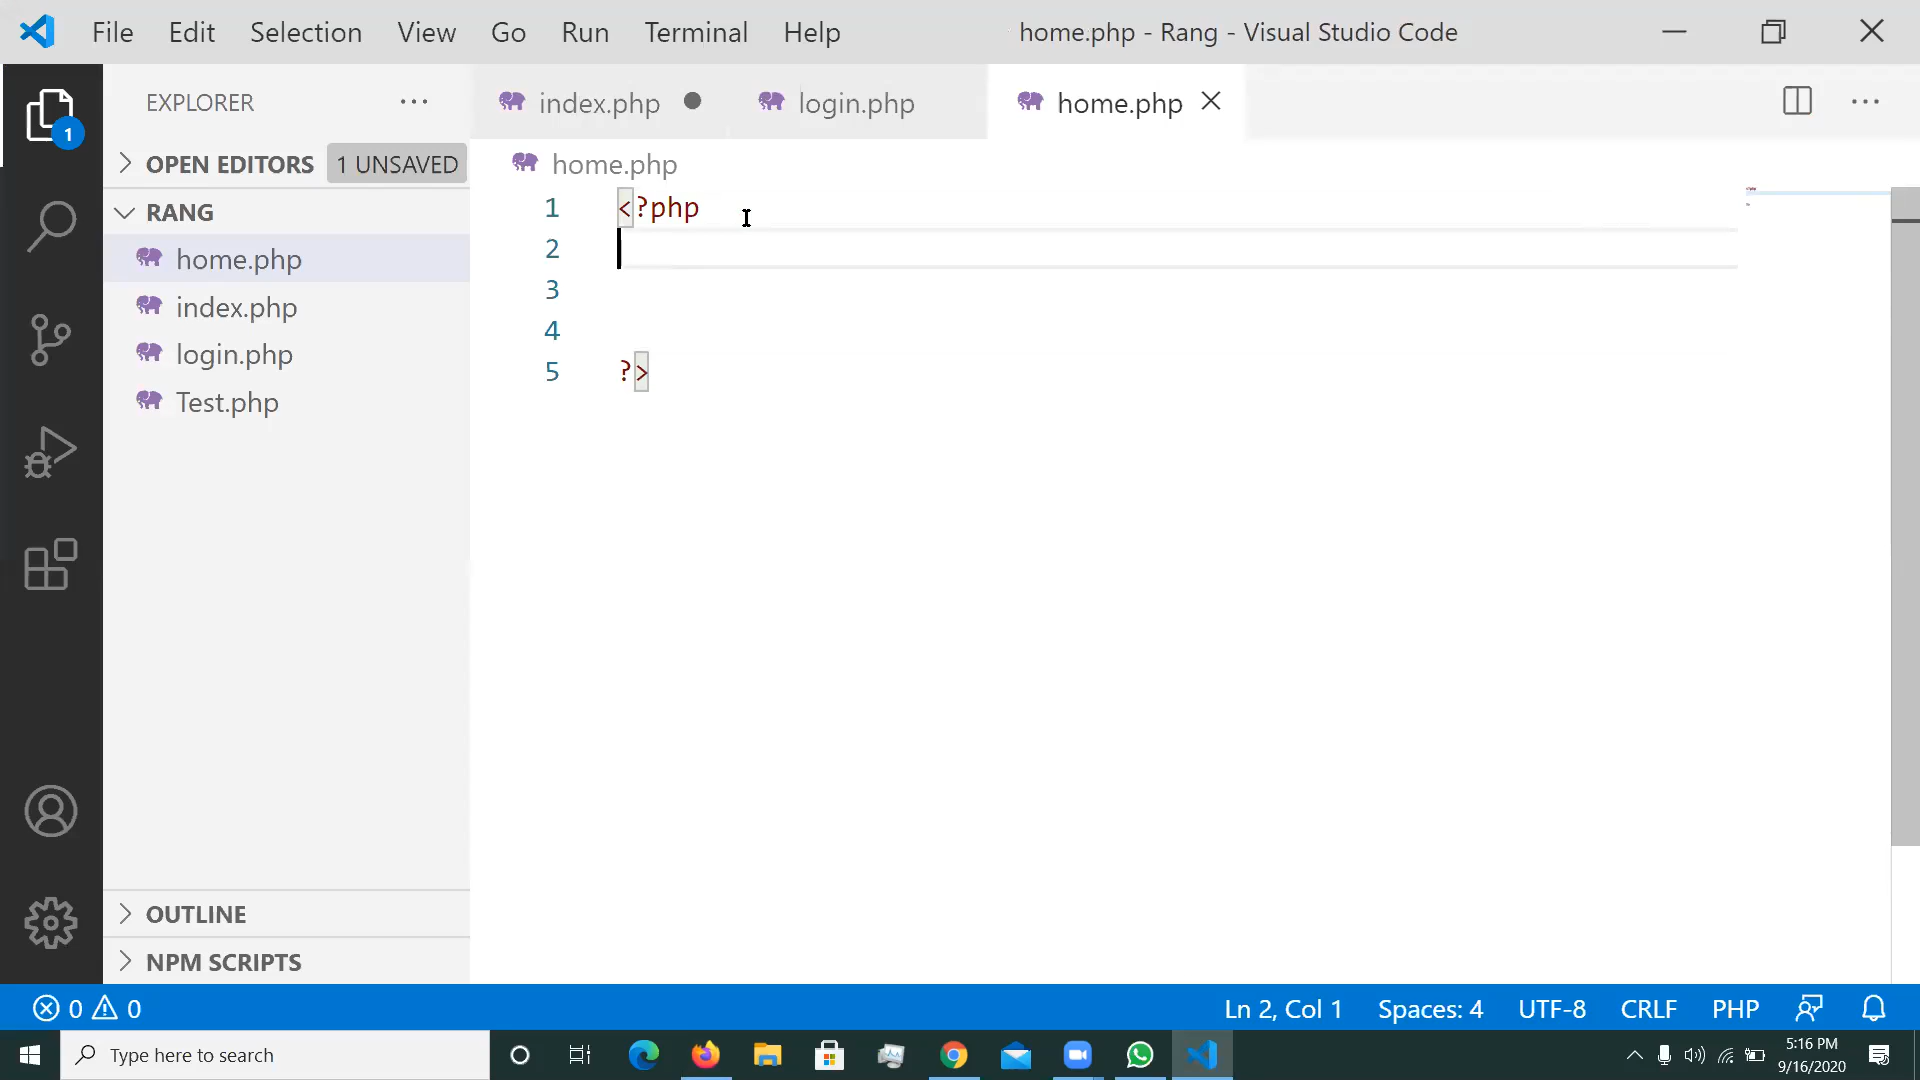 File Edit Selection View Go Run Terminal Help home.php - Rang - Visual Studio Code
EXPLORER ...
index.php login.php home.php ...
OPEN EDITORS 1 UNSAVED
home.php
RANG
1 <?php
2
3
4
5 ?>
home.php
index.php
login.php
Test.php
1
OUTLINE
NPM SCRIPTS
0 0 Ln 2, Col 1 Spaces: 4 UTF-8 CRLF PHP
Type here to search
5:16 PM
9/16/2020